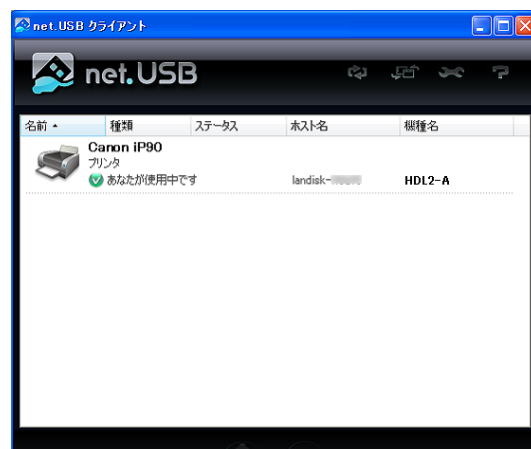 net.USB クライアント
net.USB
名前 種類 ステータス ホスト名 機種名
Canon iP90
プリンタ
あなたが使用中です landisk- HDL2-A